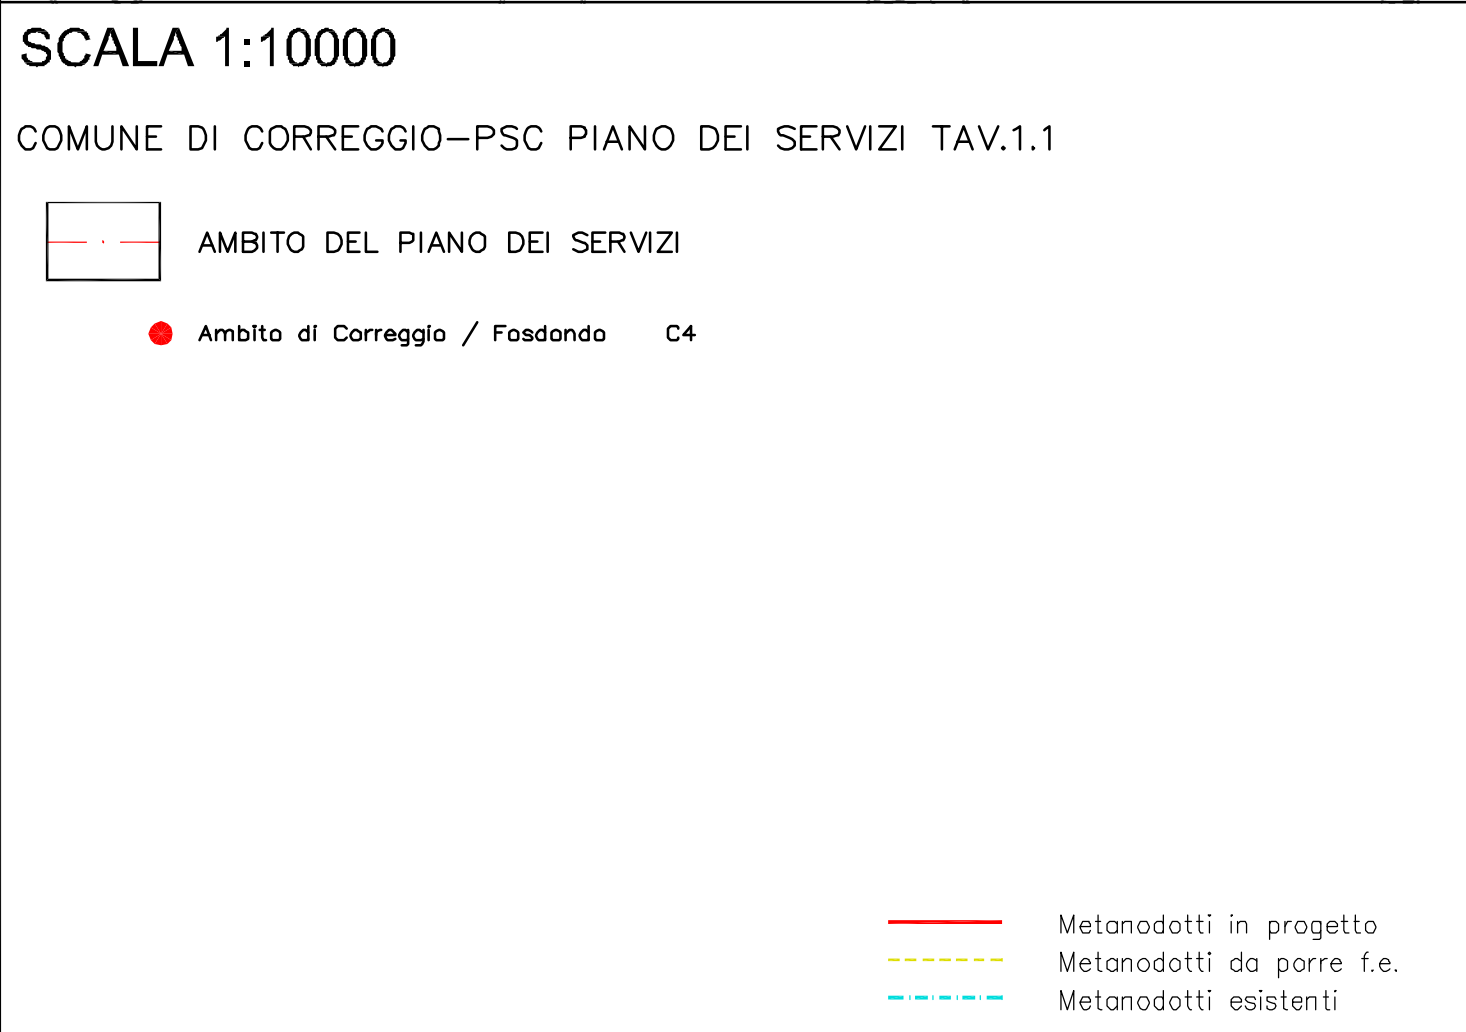 SCALA 1:10000
COMUNE DI CORREGGIO-PSC PIANO DEI SERVIZI TAV.1.1
AMBITO DEL PIANO DEI SERVIZI
Ambito di Correggio / Fosdondo C4
Metanodotti in progetto
Metanodotti da porre f.e.
Metanodotti esistenti